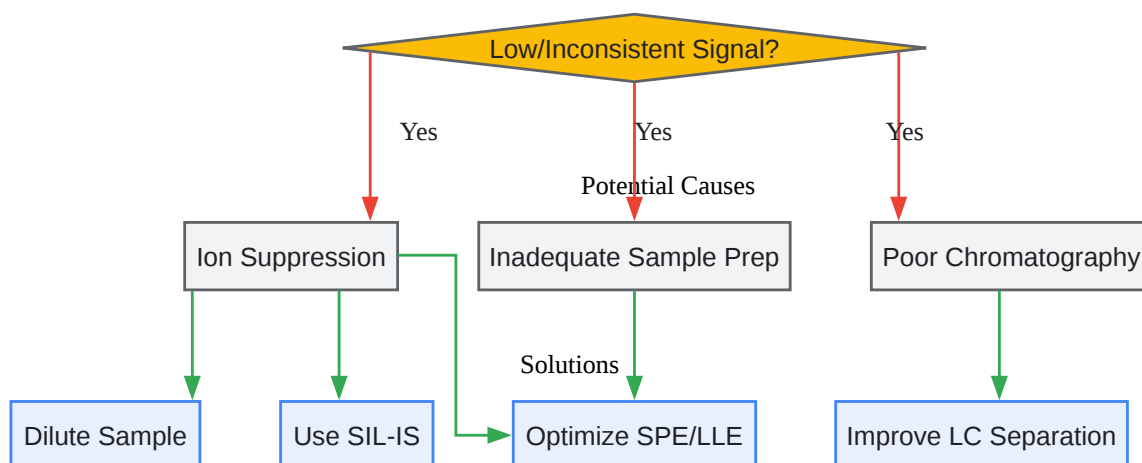 Low/Inconsistent Signal?
Yes
Yes
Yes
Potential Causes
Ion Suppression
Inadequate Sample Prep
Poor Chromatography
Solutions
Dilute Sample
Use SIL-IS
Optimize SPE/LLE
Improve LC Separation